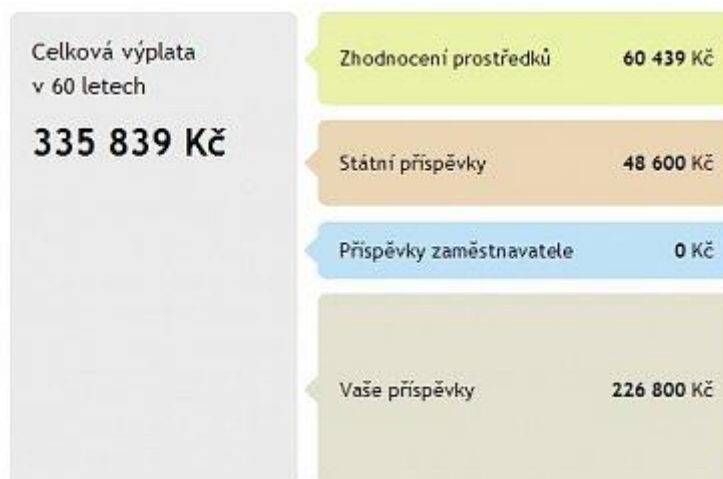 Celková výplata
v 60 letech
335 839 Kč
Zhodnocení prostředků 60 439 Kč
Státní příspěvky 48 600 Kč
Příspěvky zaměstnavatele 0 Kč
Vaše příspěvky 226 800 Kč